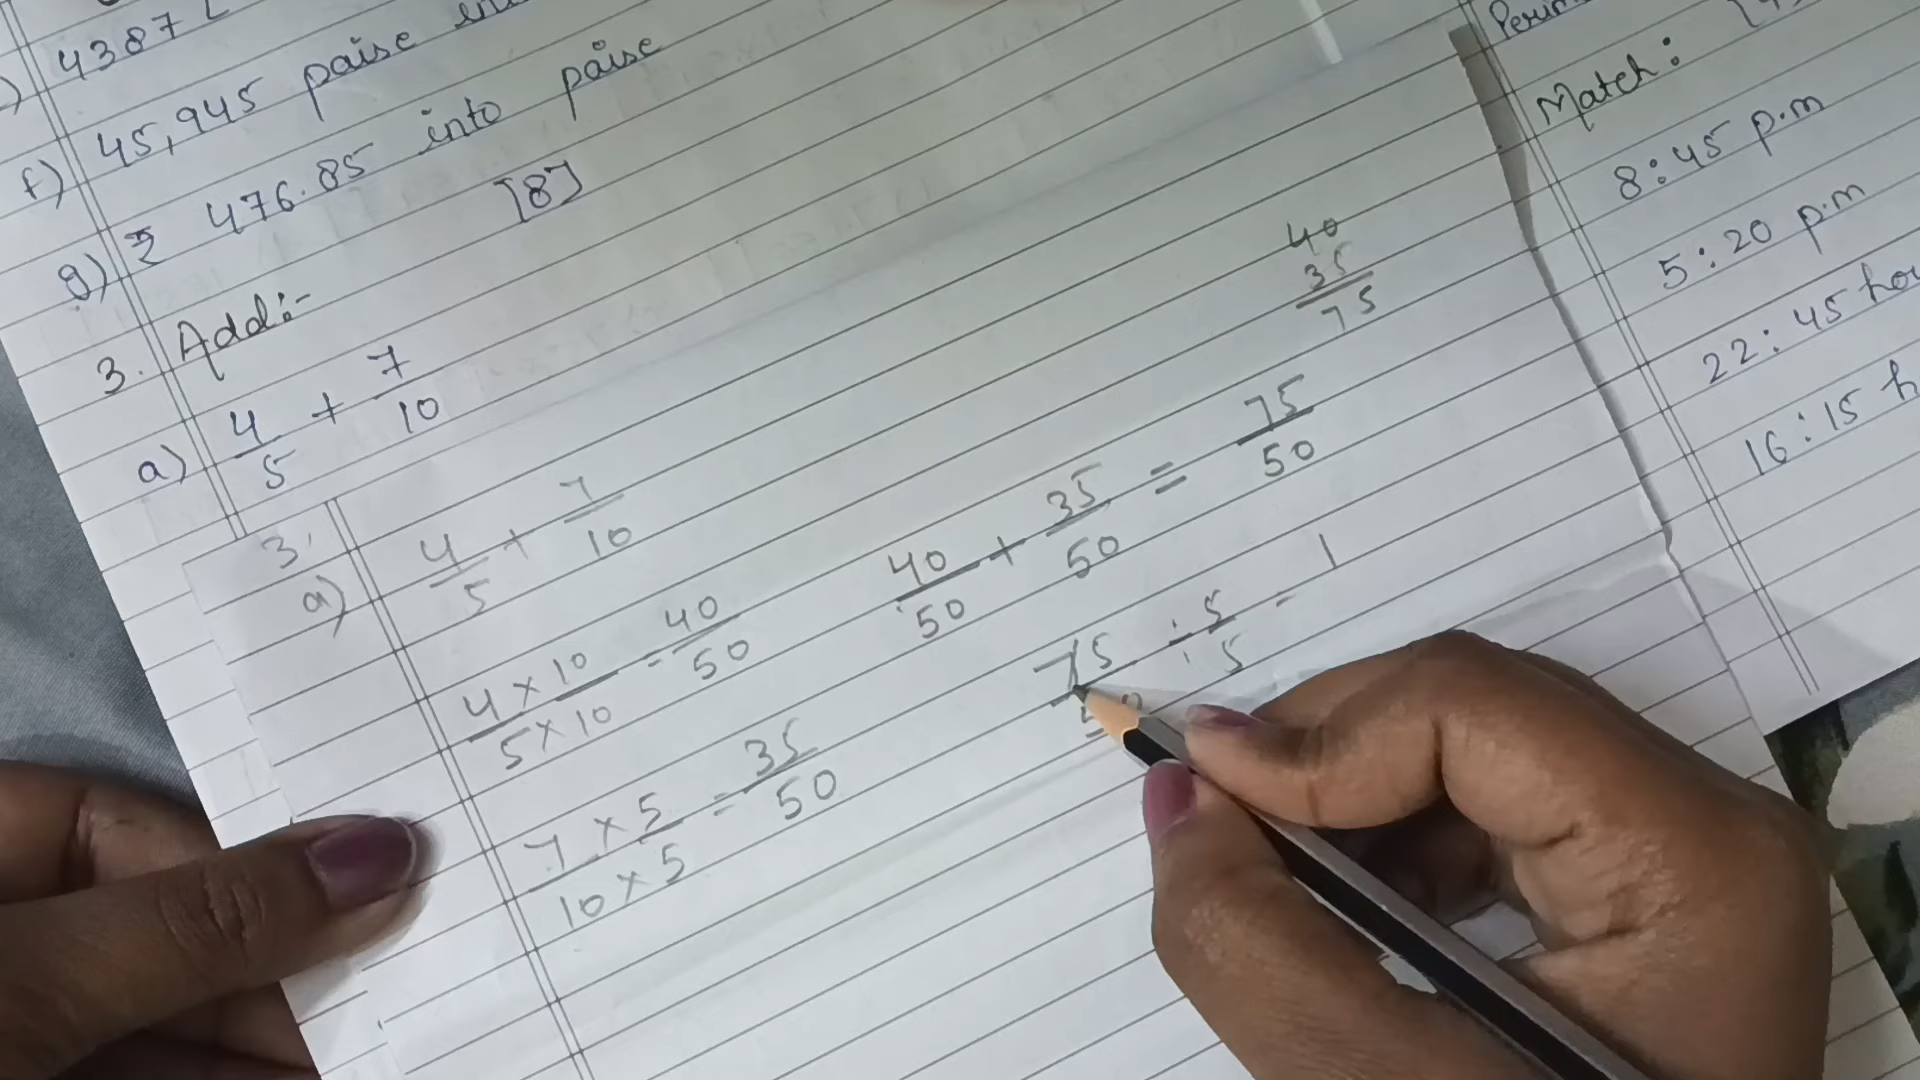 4387
f) 45,945 paise
g) ₹ 476.85 into paise
3. Add:- [8]
a) 4/5 + 7/10
3.
a) 4/5 + 7/10
4 × 10 / 5 × 10 = 40/50
7 × 5 / 10 × 5 = 35/50
40/50 + 35/50 = 75/50
40
35
75
75 ÷ 5/5 = 1
Match:
8:45 p.m
5:20 p.m
22:45
16:15 h